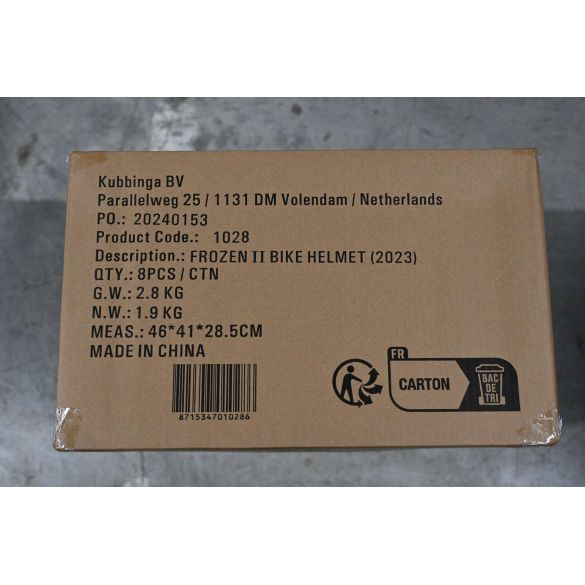 Kubbinga BV
Parallelweg 25 / 1131 DM Volendam / Netherlands
PO.: 20240153
Product Code.: 1028
Description.: FROZEN II BIKE HELMET (2023)
QTY.: 8PCS / CTN
G.W.: 2.8 KG
N.W.: 1.9 KG
MEAS.: 46*41*28.5CM
MADE IN CHINA
8715347010286
FR
CARTON
BAC
DE
TRI